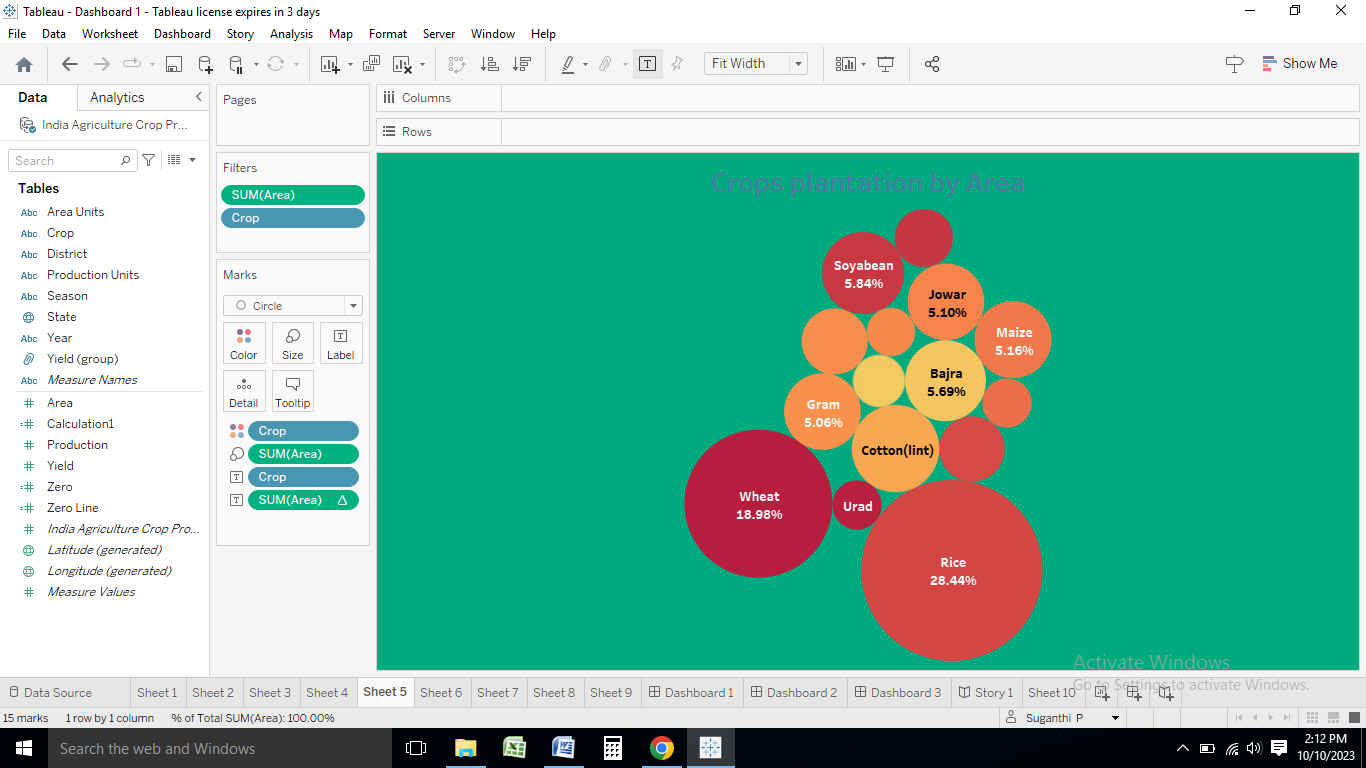 Tableau - Dashboard 1 - Tableau license expires in 3 days
File Data Worksheet Dashboard Story Analysis Map Format Server Window Help
Fit Width
Show Me
Data Analytics
India Agriculture Crop Pr...
Search
Tables
Abc Area Units
Abc Crop
Abc District
Abc Production Units
Abc Season
State
Abc Year
Yield (group)
Abc Measure Names
Area
Calculation1
Production
Yield
Zero
Zero Line
India Agriculture Crop Pro...
Latitude (generated)
Longitude (generated)
Measure Values
Pages
Filters
SUM(Area)
Crop
Marks
Circle
Color Size Label
Detail Tooltip
Crop
SUM(Area)
Crop
SUM(Area)
Columns
Rows
Crops plantation by Area
Soyabean
5.84%
Jowar
5.10%
Maize
5.16%
Bajra
5.69%
Gram
5.06%
Cotton(lint)
Wheat
18.98%
Urad
Rice
28.44%
Activate Windows
Go to Settings to activate Windows.
Data Source Sheet 1 Sheet 2 Sheet 3 Sheet 4 Sheet 5 Sheet 6 Sheet 7 Sheet 8 Sheet 9 Dashboard 1 Dashboard 2 Dashboard 3 Story 1 Sheet 10
15 marks 1 row by 1 column % of Total SUM(Area): 100.00%
Suganthi P
Search the web and Windows
2:12 PM
10/10/2023